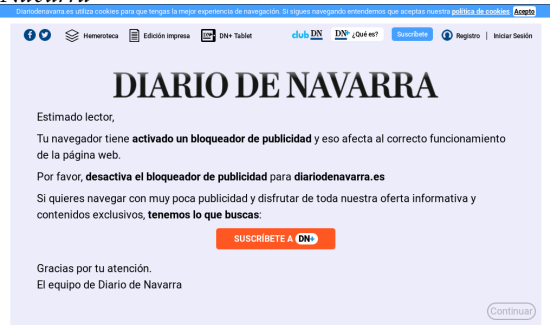 Navarra
Diariodenavarra.es utiliza cookies para que tengas la mejor experiencia de navegación. Si sigues navegando entendemos que aceptas nuestra política de cookies. Acepto
Hemeroteca Edición impresa DN+ Tablet club DN DN+ ¿Qué es? Suscríbete Registro | Iniciar Sesión
DIARIO DE NAVARRA
Estimado lector,
Tu navegador tiene activado un bloqueador de publicidad y eso afecta al correcto funcionamiento
de la página web.
Por favor, desactiva el bloqueador de publicidad para diariodenavarra.es
Si quieres navegar con muy poca publicidad y disfrutar de toda nuestra oferta informativa y
contenidos exclusivos, tenemos lo que buscas:
SUSCRÍBETE A DN+
Gracias por tu atención.
El equipo de Diario de Navarra
Continuar